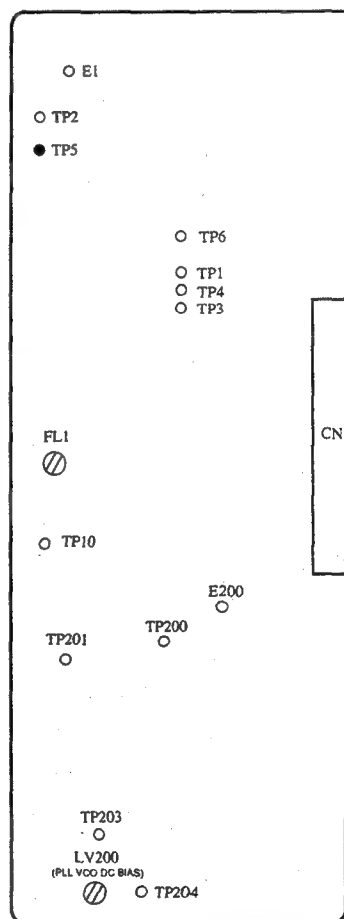 E1
TP2
TP5
TP6
TP1
TP4
TP3
CN
FL1
TP10
E200
TP200
TP201
TP203
LV200
(PLL VCO DC BIAS)
TP204